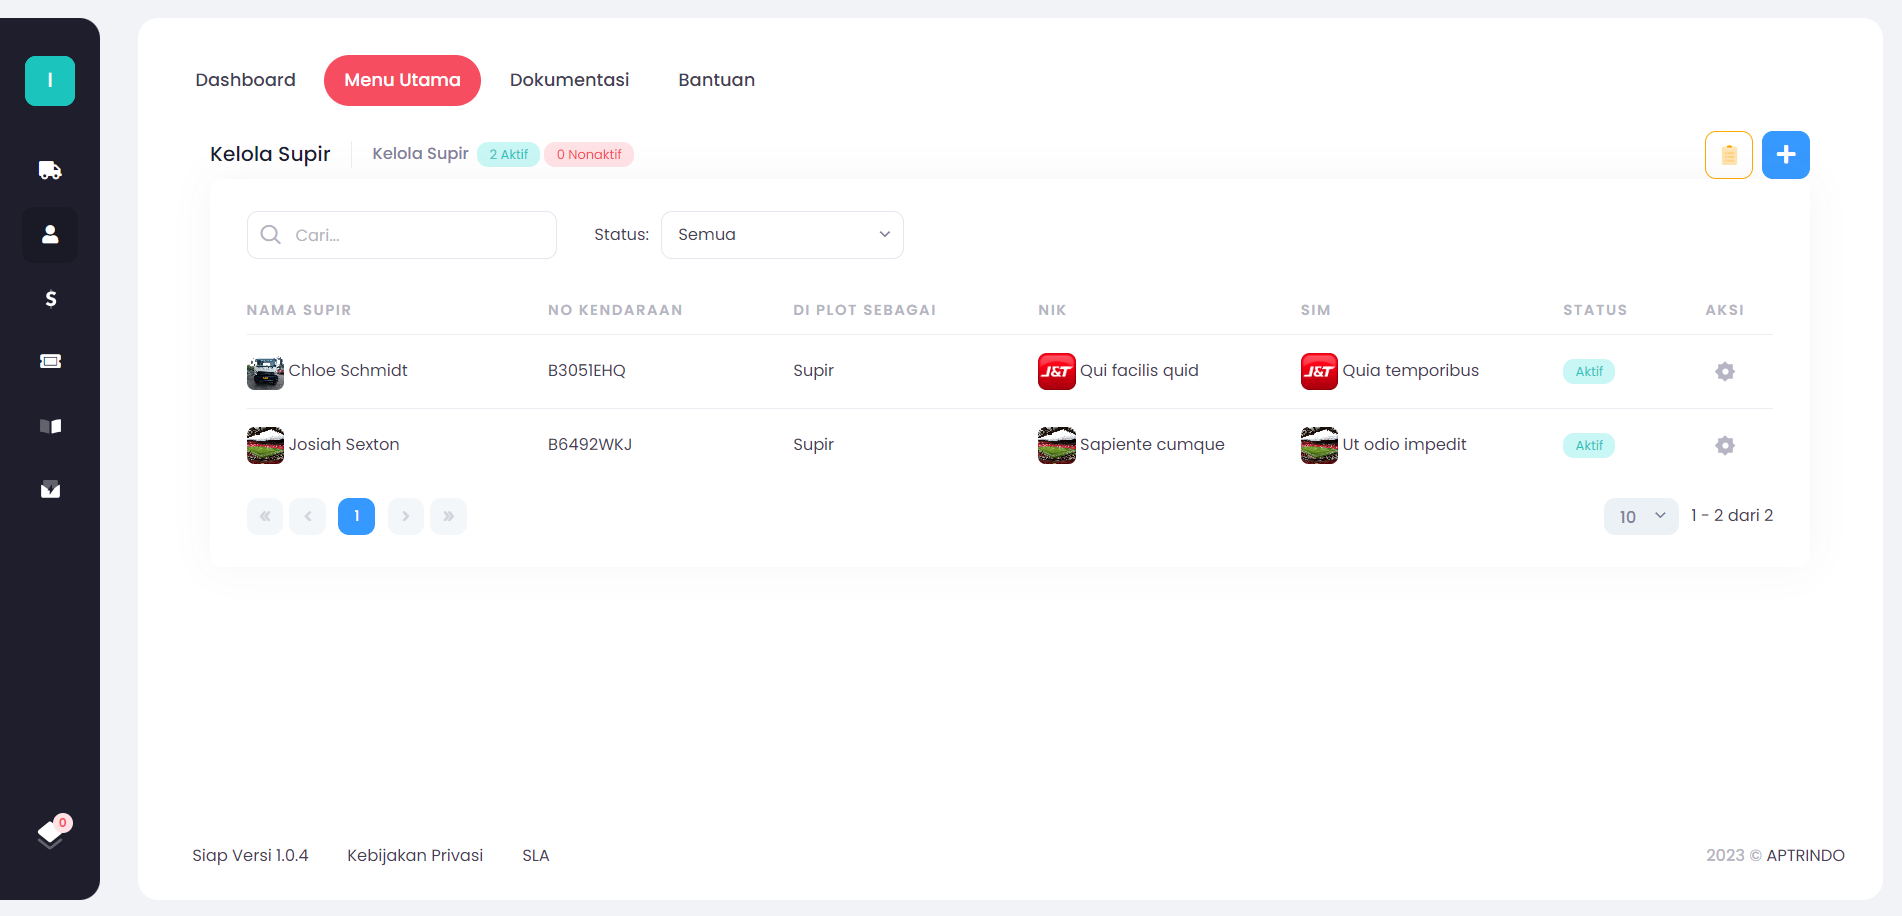 I
Dashboard Menu Utama Dokumentasi Bantuan
Kelola Supir Kelola Supir 2 Aktif 0 Nonaktif
Cari... Status: Semua
NAMA SUPIR NO KENDARAAN DI PLOT SEBAGAI NIK SIM STATUS AKSI
Chloe Schmidt B3051EHQ Supir J&T Qui facilis quid J&T Quia temporibus Aktif
Josiah Sexton B6492WKJ Supir Sapiente cumque Ut odio impedit Aktif
1 10 1 - 2 dari 2
0
Siap Versi 1.0.4 Kebijakan Privasi SLA 2023 © APTRINDO